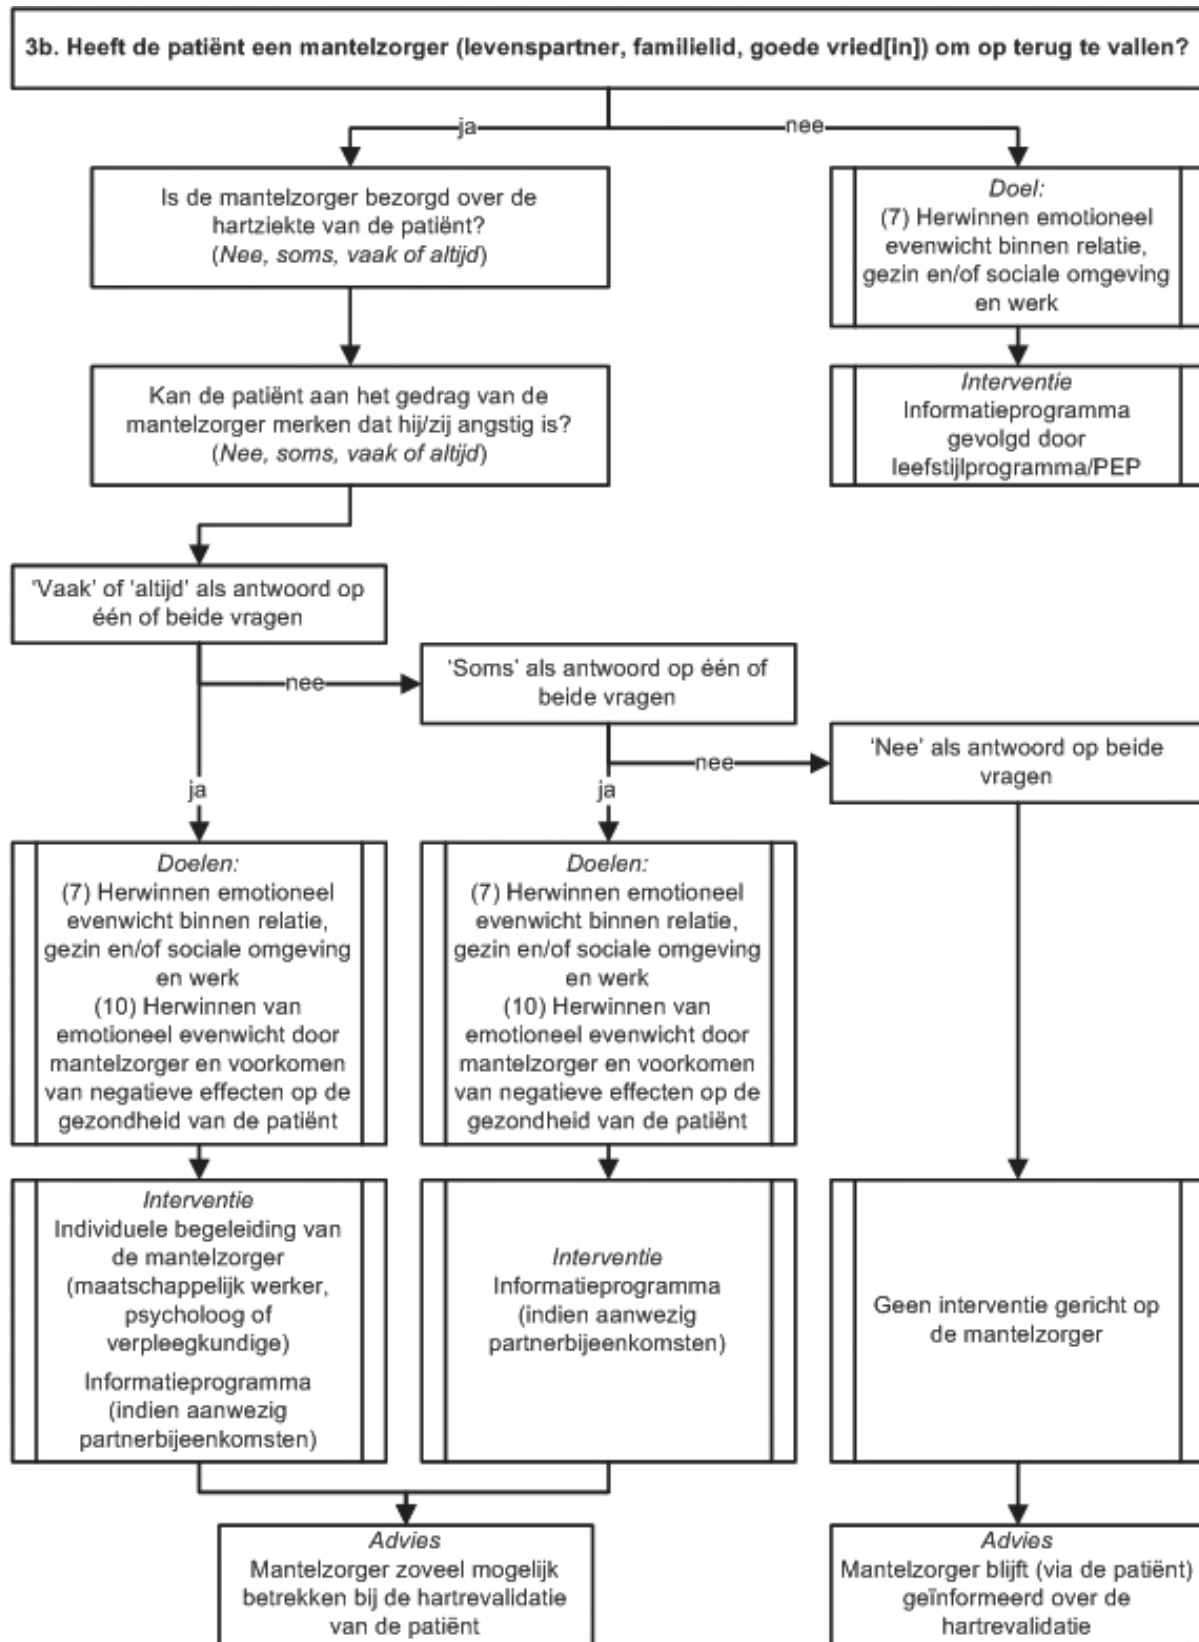 3b. Heeft de patiënt een mantelzorger (levenspartner, familielid, goede vried[in]) om op terug te vallen?
ja
nee
Is de mantelzorger bezorgd over de
hartziekte van de patiënt?
(Nee, soms, vaak of altijd)
Doel:
(7) Herwinnen emotioneel
evenwicht binnen relatie,
gezin en/of sociale omgeving
en werk
Kan de patiënt aan het gedrag van de
mantelzorger merken dat hij/zij angstig is?
(Nee, soms, vaak of altijd)
Interventie
Informatieprogramma
gevolgd door
leefstijlprogramma/PEP
'Vaak' of 'altijd' als antwoord op
één of beide vragen
nee
'Soms' als antwoord op één of
beide vragen
nee
'Nee' als antwoord op beide
vragen
ja
ja
Doelen:
(7) Herwinnen emotioneel
evenwicht binnen relatie,
gezin en/of sociale omgeving
en werk
(10) Herwinnen van
emotioneel evenwicht door
mantelzorger en voorkomen
van negatieve effecten op de
gezondheid van de patiënt
Doelen:
(7) Herwinnen emotioneel
evenwicht binnen relatie,
gezin en/of sociale omgeving
en werk
(10) Herwinnen van
emotioneel evenwicht door
mantelzorger en voorkomen
van negatieve effecten op de
gezondheid van de patiënt
Interventie
Individuele begeleiding van
de mantelzorger
(maatschappelijk werker,
psycholoog of
verpleegkundige)
Informatieprogramma
(indien aanwezig
partnerbijeenkomsten)
Interventie
Informatieprogramma
(indien aanwezig
partnerbijeenkomsten)
Geen interventie gericht op
de mantelzorger
Advies
Mantelzorger zoveel mogelijk
betrekken bij de hartrevalidatie
van de patiënt
Advies
Mantelzorger blijft (via de patiënt)
geïnformeerd over de
hartrevalidatie